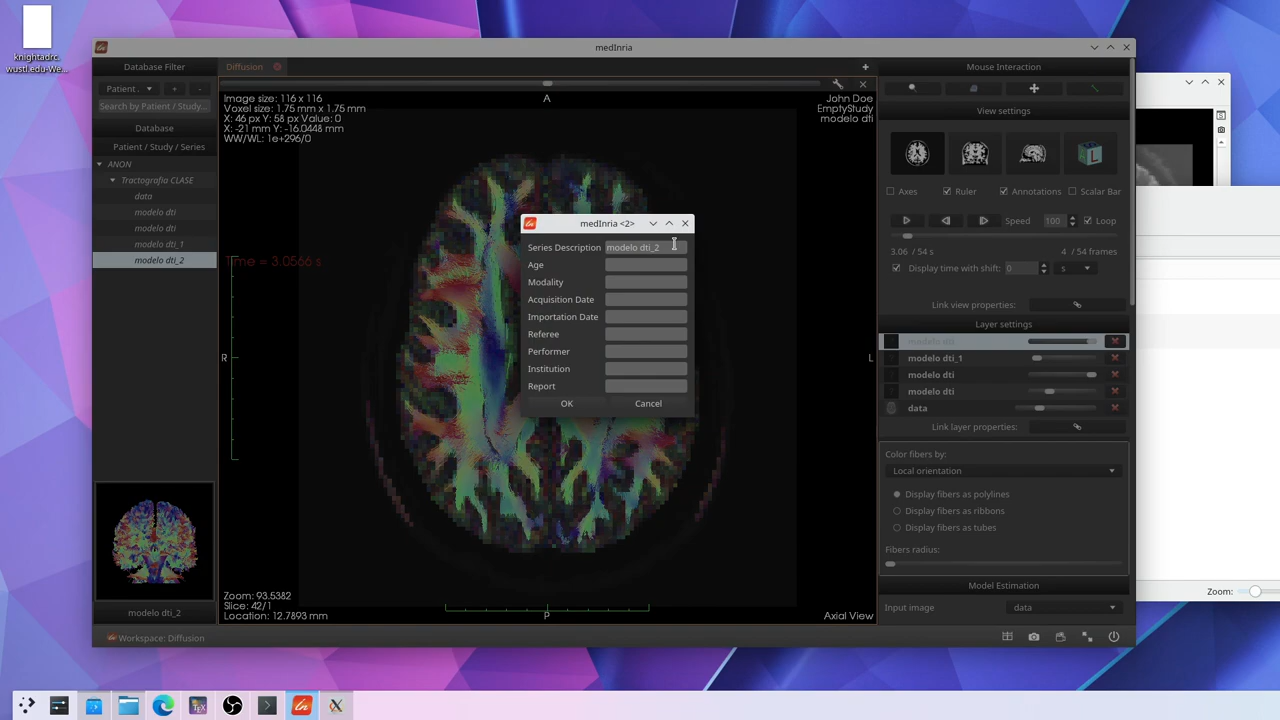 knightadrc.
wustl.edu-We...
medInria
Database Filter
Patient .
+
-
Search by Patient / Study...
Database
Patient / Study / Series
ANON
Tractografia CLASE
data
modelo dti
modelo dti
modelo dti_1
modelo dti_2
modelo dti_2
Workspace: Diffusion
Diffusion
+
Image size: 116 x 116
Voxel size: 1.75 mm x 1.75 mm
X: 46 px Y: 58 px Value: 0
X: -21 mm Y: -16.0448 mm
WW/WL: 1e+296/0
A
John Doe
EmptyStudy
modelo dti
Time = 3.0566 s
R
L
Zoom: 93.5382
Slice: 42/1
Location: 12.7893 mm
P
Axial View
medInria <2>
Series Description
modelo dti_2
Age
Modality
Acquisition Date
Importation Date
Referee
Performer
Institution
Report
OK
Cancel
Mouse Interaction
View settings
L
Axes
Ruler
Annotations
Scalar Bar
Speed
100
Loop
3.06 / 54 s
4 / 54 frames
Display time with shift:
0
s
Link view properties:
Layer settings
modelo dti
modelo dti_1
modelo dti
modelo dti
data
Link layer properties:
Color fibers by:
Local orientation
Display fibers as polylines
Display fibers as ribbons
Display fibers as tubes
Fibers radius:
Model Estimation
Input image
data
Zoom: